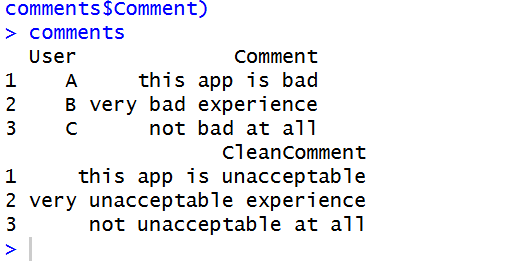 comments$Comment)
> comments
User Comment
1 A this app is bad
2 B very bad experience
3 C not bad at all
CleanComment
1 this app is unacceptable
2 very unacceptable experience
3 not unacceptable at all
>